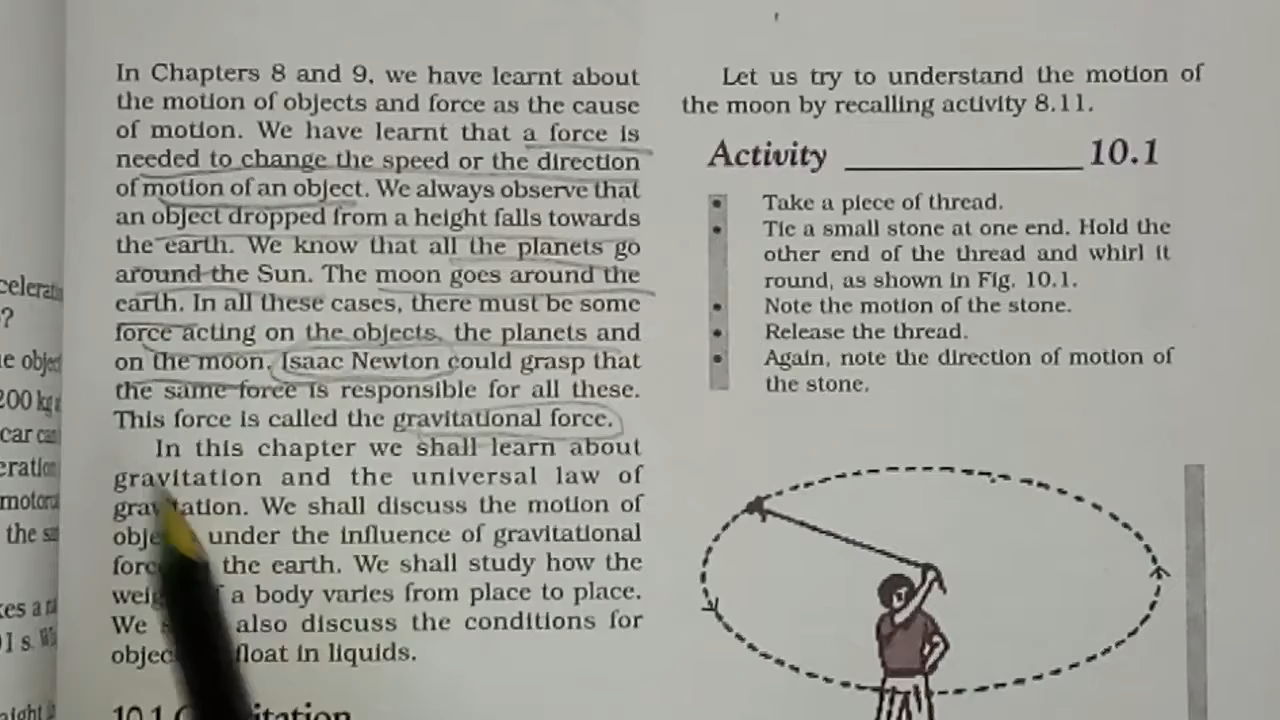 In Chapters 8 and 9, we have learnt about
the motion of objects and force as the cause
of motion. We have learnt that a force is
needed to change the speed or the direction
of motion of an object. We always observe that
an object dropped from a height falls towards
the earth. We know that all the planets go
around the Sun. The moon goes around the
earth. In all these cases, there must be some
force acting on the objects, the planets and
on the moon. Isaac Newton could grasp that
the same force is responsible for all these.
This force is called the gravitational force.
In this chapter we shall learn about
gravitation and the universal law of
gravitation. We shall discuss the motion of
under the influence of gravitational
the earth. We shall study how the
a body varies from place to place.
We also discuss the conditions for
float in liquids.
10.1
Let us try to understand the motion of
the moon by recalling activity 8.11.
Activity 10.1
• Take a piece of thread.
• Tie a small stone at one end. Hold the
other end of the thread and whirl it
round, as shown in Fig. 10.1.
• Note the motion of the stone.
• Release the thread.
• Again, note the direction of motion of
the stone.
?
200 kg
the